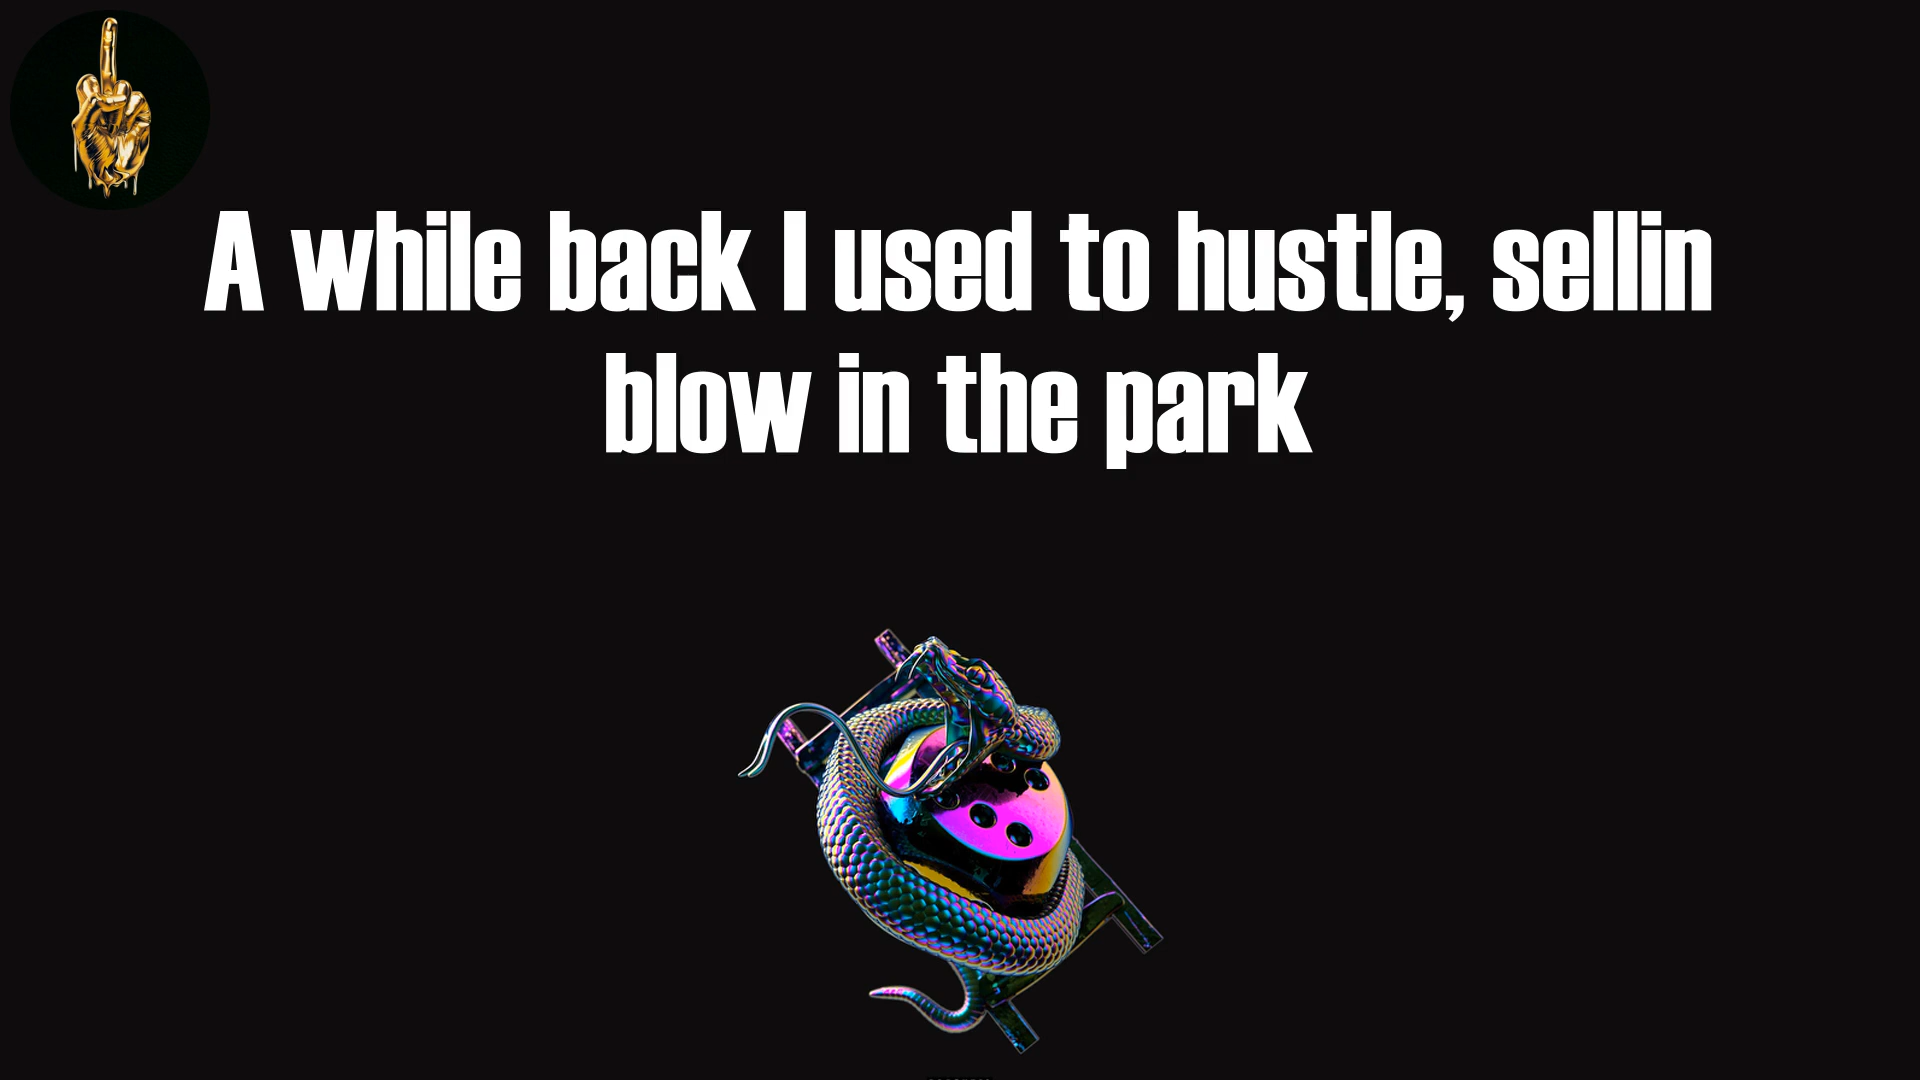 A while back I used to hustle, sellin
blow in the park